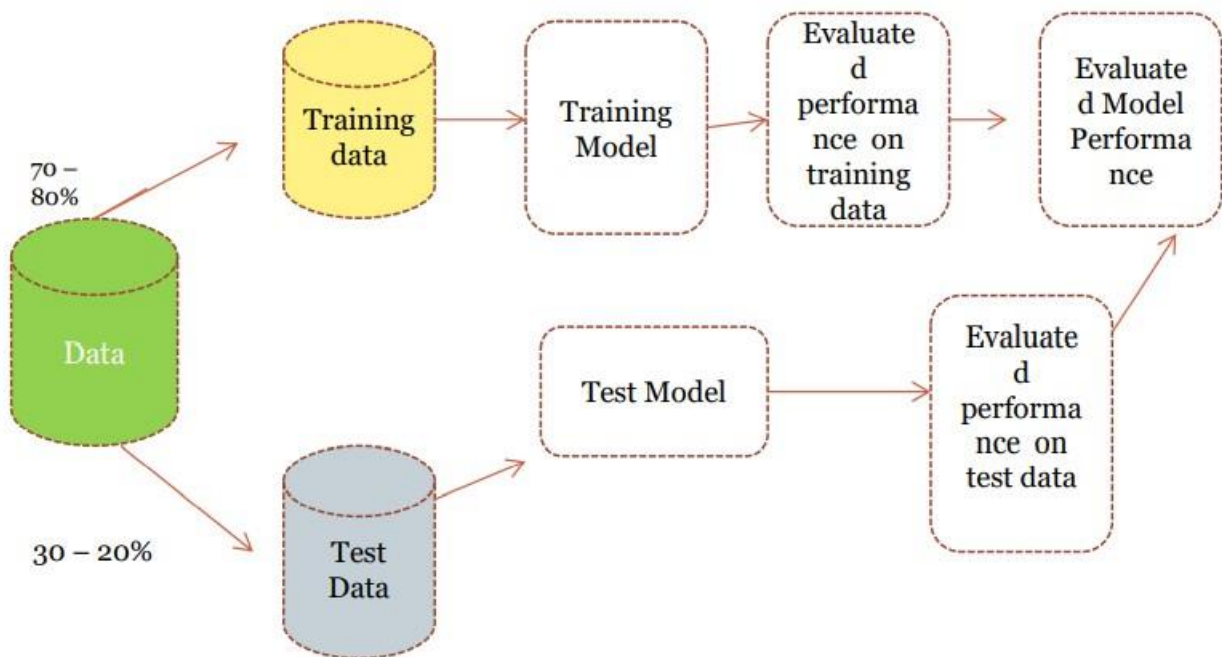 70 –
80%
Data
30 – 20%
Training
data
Training
Model
Evaluate
d
performa
nce on
training
data
Evaluate
d Model
Performa
nce
Test
Data
Test Model
Evaluate
d
performa
nce on
test data